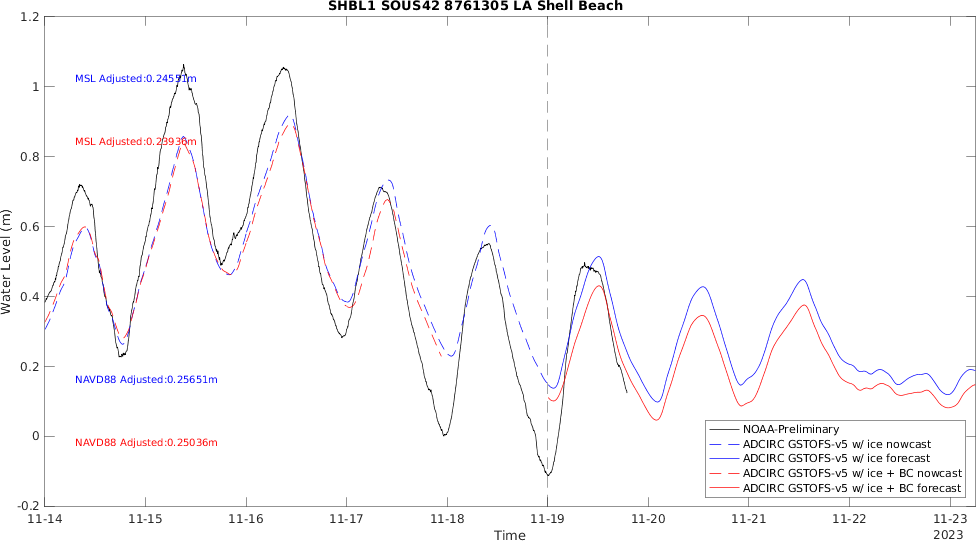 SHBL1 SOUS42 8761305 LA Shell Beach
1.2
1
0.8
0.6
0.4
0.2
0
-0.2
Water Level (m)
MSL Adjusted:0.24551m
MSL Adjusted:0.23936m
NAVD88 Adjusted:0.25651m
NAVD88 Adjusted:0.25036m
NOAA-Preliminary
ADCIRC GSTOFS-v5 w/ ice nowcast
ADCIRC GSTOFS-v5 w/ ice forecast
ADCIRC GSTOFS-v5 w/ ice + BC nowcast
ADCIRC GSTOFS-v5 w/ ice + BC forecast
11-14 11-15 11-16 11-17 11-18 11-19 11-20 11-21 11-22 11-23
Time
2023